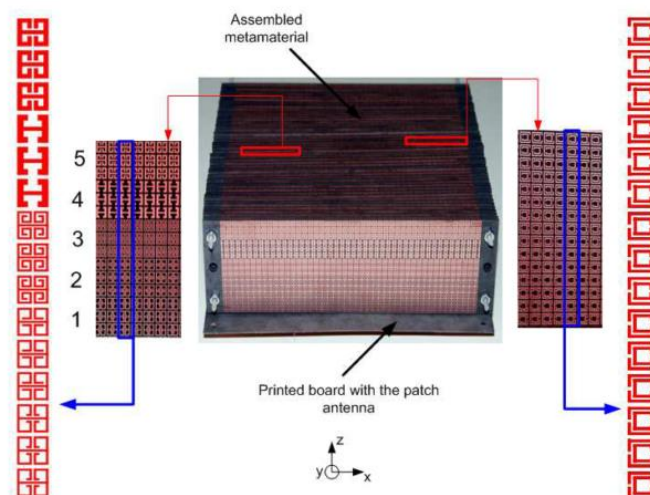 Assembled
metamaterial
5
4
3
2
1
Printed board with the patch
antenna
z
y
x